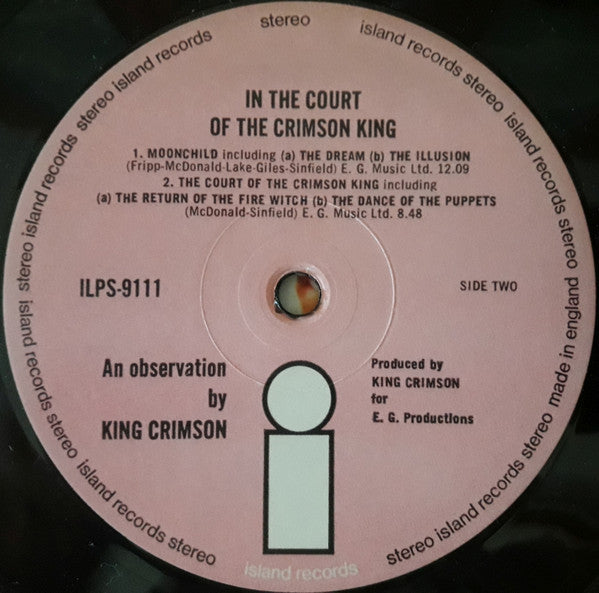 IN THE COURT
OF THE CRIMSON KING
1. MOONCHILD including (a) THE DREAM (b) THE ILLUSION
(Fripp-McDonald-Lake-Giles-Sinfield) E. G. Music Ltd. 12.09
2. THE COURT OF THE CRIMSON KING including
(a) THE RETURN OF THE FIRE WITCH (b) THE DANCE OF THE PUPPETS
(McDonald-Sinfield) E. G. Music Ltd. 8.48
ILPS-9111
SIDE TWO
An observation
by
KING CRIMSON
Produced by
KING CRIMSON
for
E. G. Productions
island records
stereo island records stereo island records stereo island records stereo
island records stereo island records stereo
made in england
stereo island records stereo